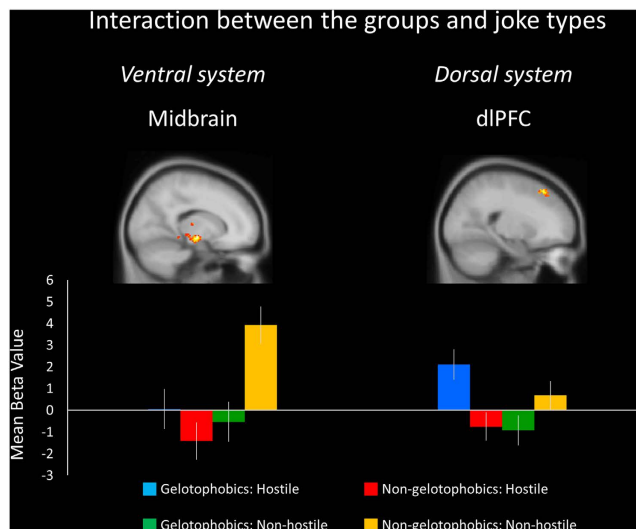 Interaction between the groups and joke types
Ventral system
Dorsal system
Midbrain
dlPFC
Mean Beta Value
6
5
4
3
2
1
0
-1
-2
-3
Gelotophobics: Hostile
Non-gelotophobics: Hostile
Gelotophobics: Non-hostile
Non-gelotophobics: Non-hostile